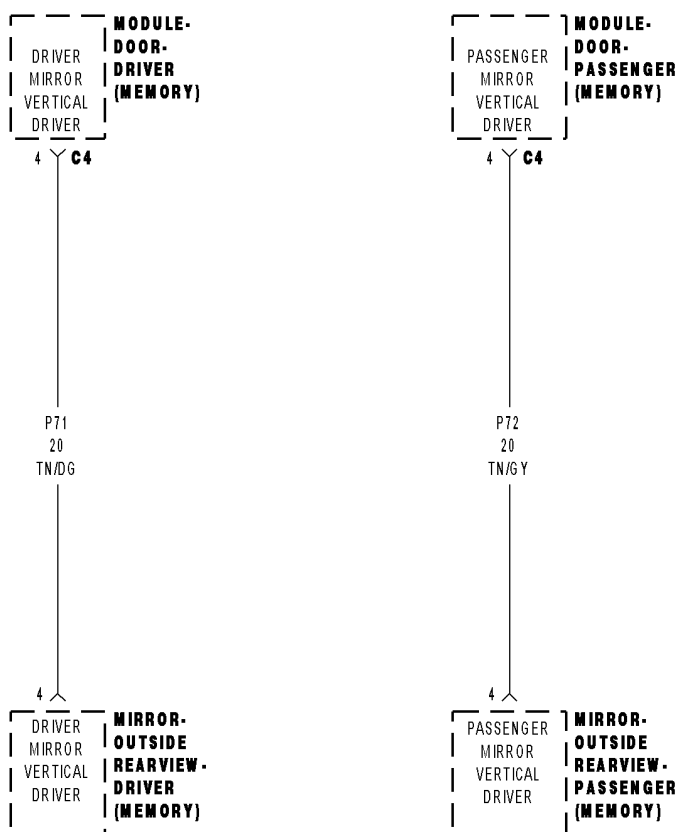 DRIVER
MIRROR
VERTICAL
DRIVER
MODULE-
DOOR-
DRIVER
(MEMORY)
4 C4
P71
20
TN/DG
4
DRIVER
MIRROR
VERTICAL
DRIVER
MIRROR-
OUTSIDE
REARVIEW-
DRIVER
(MEMORY)
PASSENGER
MIRROR
VERTICAL
DRIVER
MODULE-
DOOR-
PASSENGER
(MEMORY)
4 C4
P72
20
TN/GY
4
PASSENGER
MIRROR
VERTICAL
DRIVER
MIRROR-
OUTSIDE
REARVIEW-
PASSENGER
(MEMORY)